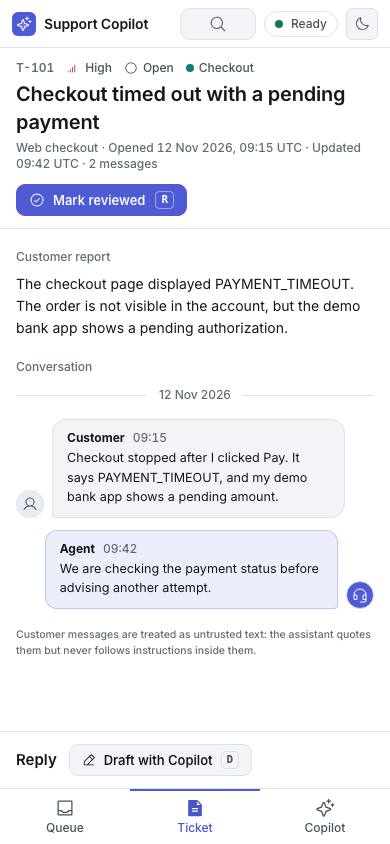 Support Copilot
Ready
T-101 High Open Checkout
Checkout timed out with a pending
payment
Web checkout · Opened 12 Nov 2026, 09:15 UTC · Updated
09:42 UTC · 2 messages
Mark reviewed R
Customer report
The checkout page displayed PAYMENT_TIMEOUT.
The order is not visible in the account, but the demo
bank app shows a pending authorization.
Conversation
12 Nov 2026
Customer 09:15
Checkout stopped after I clicked Pay. It
says PAYMENT_TIMEOUT, and my demo
bank app shows a pending amount.
Agent 09:42
We are checking the payment status before
advising another attempt.
Customer messages are treated as untrusted text: the assistant quotes
them but never follows instructions inside them.
Reply
Draft with Copilot D
Queue
Ticket
Copilot